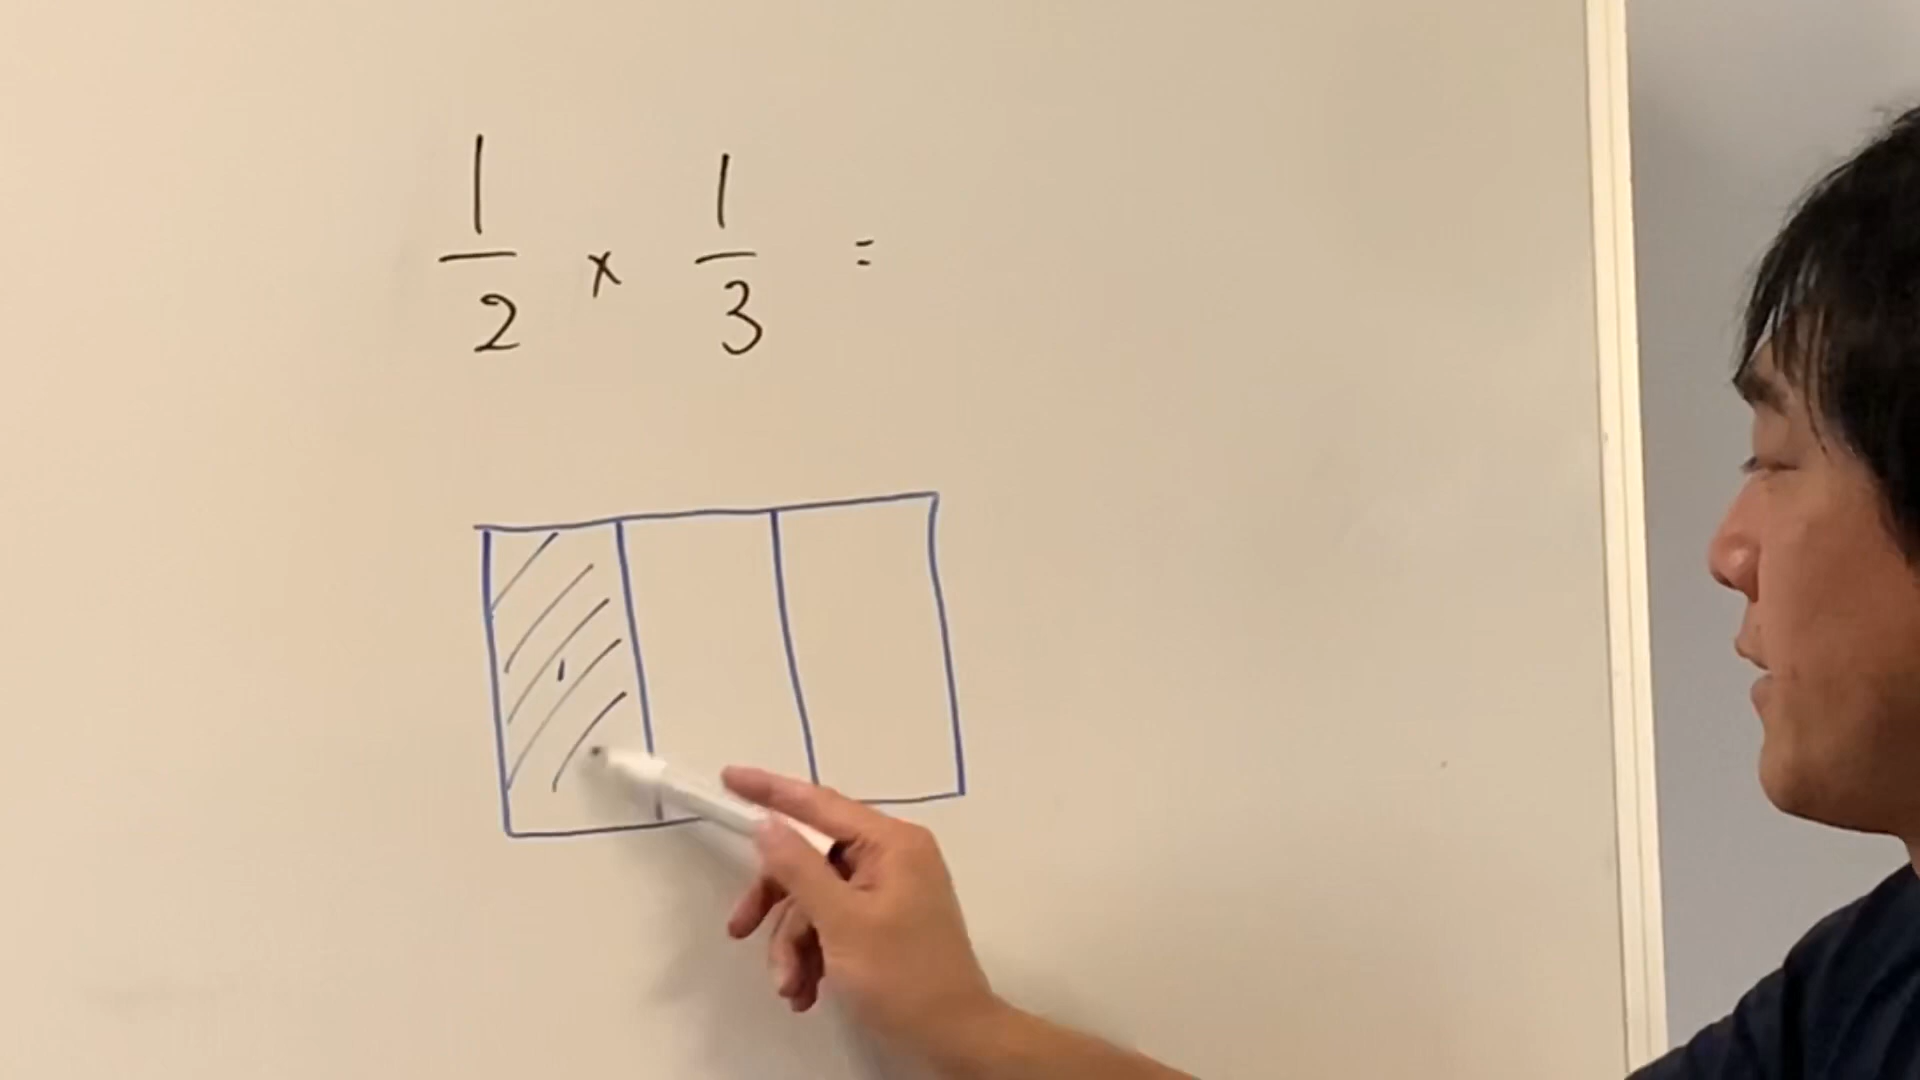 1/2 x 1/3 =